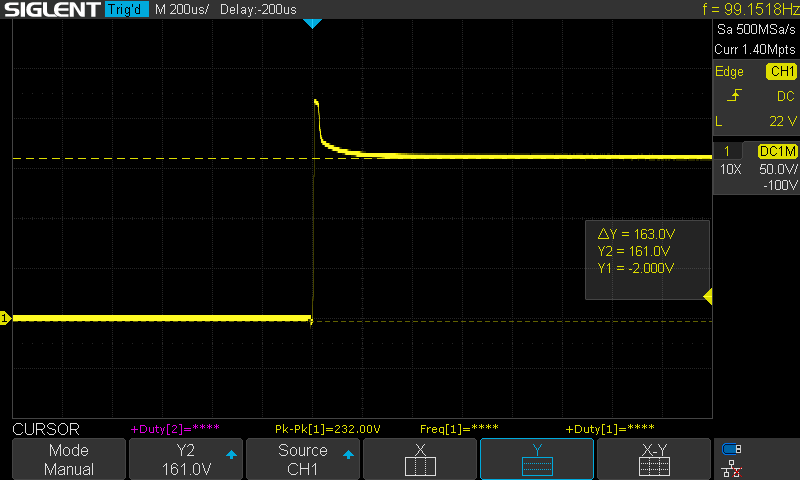 SIGLENT Trig'd M 200us/ Delay:-200us f = 99.1518Hz
Sa 500MSa/s
Curr 1.40Mpts
Edge CH1
DC
L 22 V
1 DC1M
10X 50.0V/
-100V
△Y = 163.0V
Y2 = 161.0V
Y1 = -2.000V
1
CURSOR +Duty[2]=**** Pk-Pk[1]=232.00V Freq[1]=**** +Duty[1]=****
Mode
Manual
Y2
161.0V
Source
CH1
X
Y
X-Y